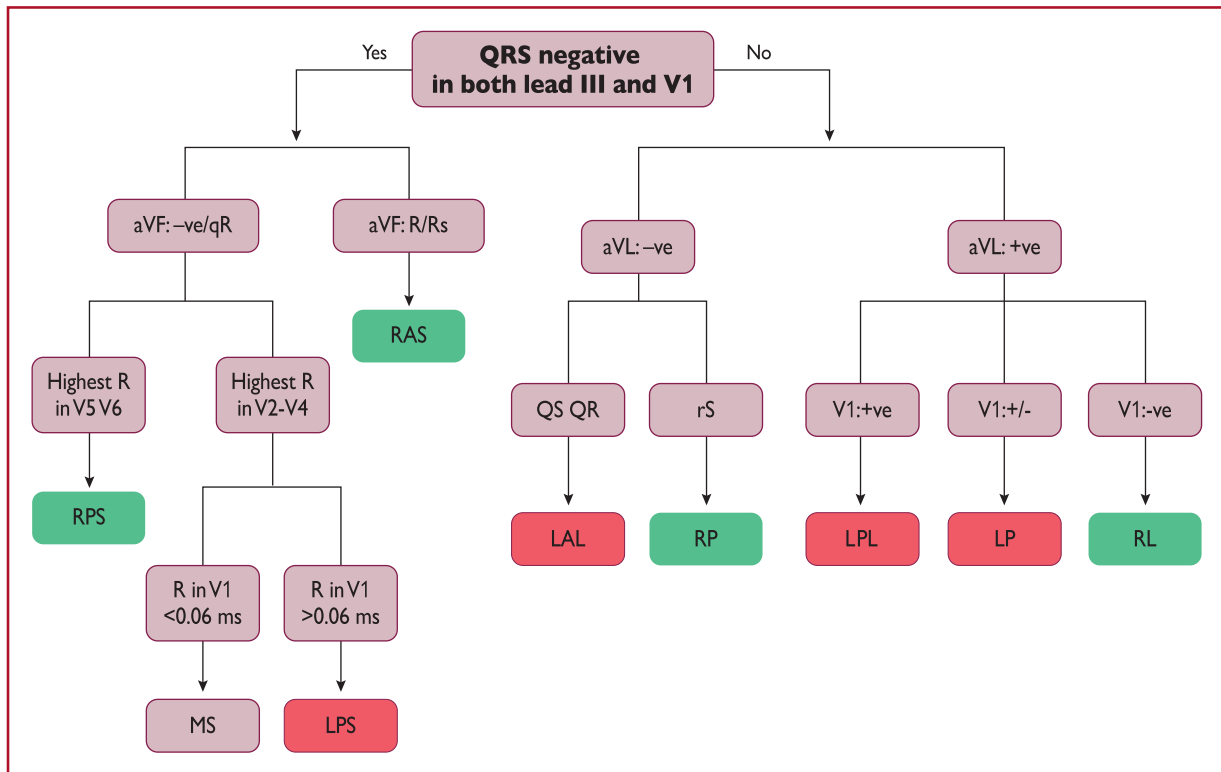 QRS negative
in both lead III and V1
Yes
No
aVF: –ve/qR
aVF: R/Rs
aVL: –ve
aVL: +ve
RAS
Highest R
in V5 V6
Highest R
in V2-V4
QS QR
rS
V1:+ve
V1:+/-
V1:-ve
RPS
LAL
RP
LPL
LP
RL
R in V1
<0.06 ms
R in V1
>0.06 ms
MS
LPS